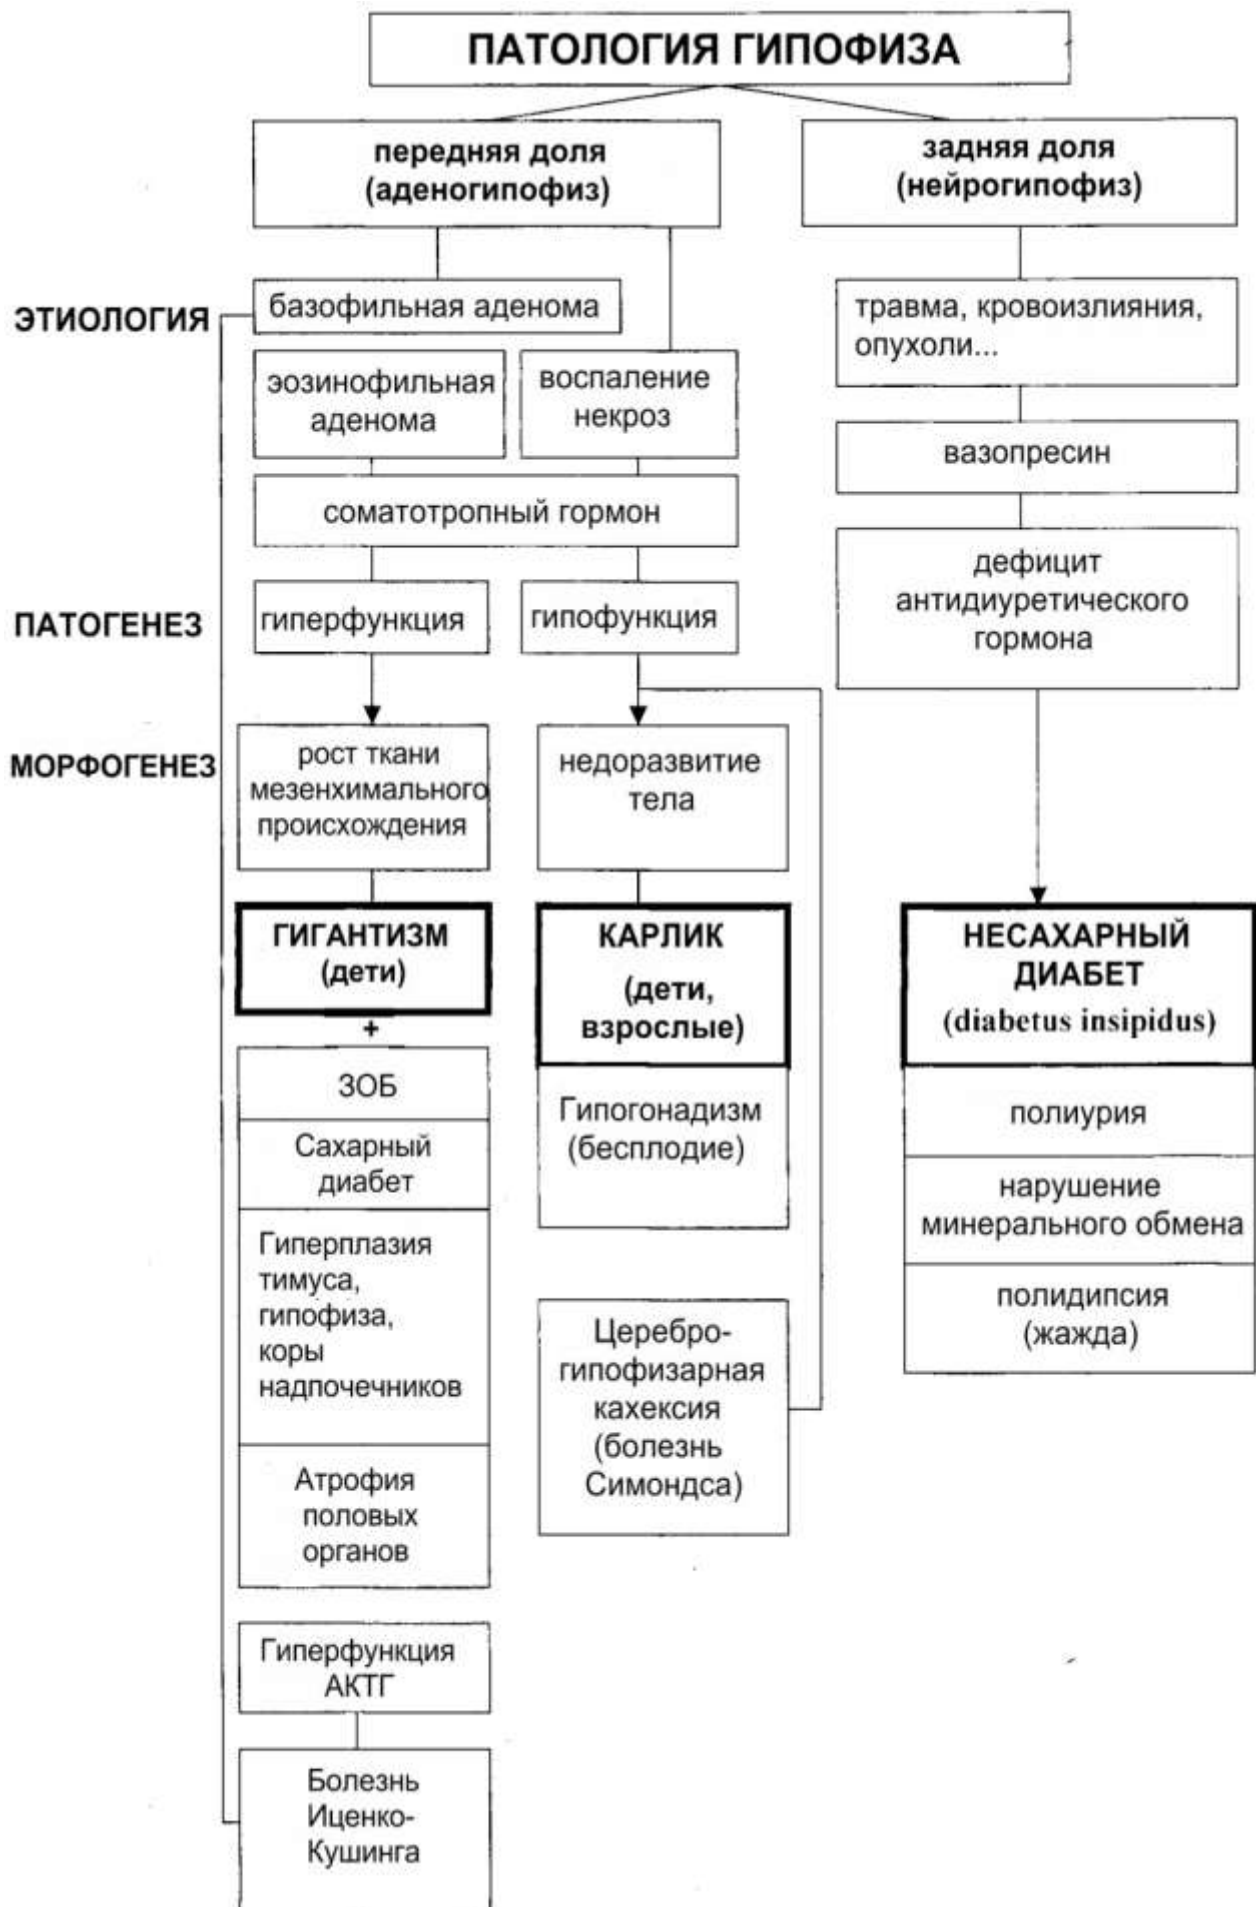 ПАТОЛОГИЯ ГИПОФИЗА
передняя доля
(аденогипофиз)
задняя доля
(нейрогипофиз)
ЭТИОЛОГИЯ
базофильная аденома
травма, кровоизлияния,
опухоли...
эозинофильная
аденома
воспаление
некроз
вазопресин
соматотропный гормон
дефицит
антидиуретического
гормона
ПАТОГЕНЕЗ
гиперфункция
гипофункция
МОРФОГЕНЕЗ
рост ткани
мезенхимального
происхождения
недоразвитие
тела
ГИГАНТИЗМ
(дети)
+
ЗОБ
Сахарный
диабет
Гиперплазия
тимуса,
гипофиза,
коры
надпочечников
Атрофия
половых
органов
Гиперфункция
АКТГ
Болезнь
Иценко-
Кушинга
КАРЛИК
(дети,
взрослые)
Гипогонадизм
(бесплодие)
Церебро-
гипофизарная
кахексия
(болезнь
Симондса)
НЕСАХАРНЫЙ
ДИАБЕТ
(diabetus insipidus)
полиурия
нарушение
минерального обмена
полидипсия
(жажда)